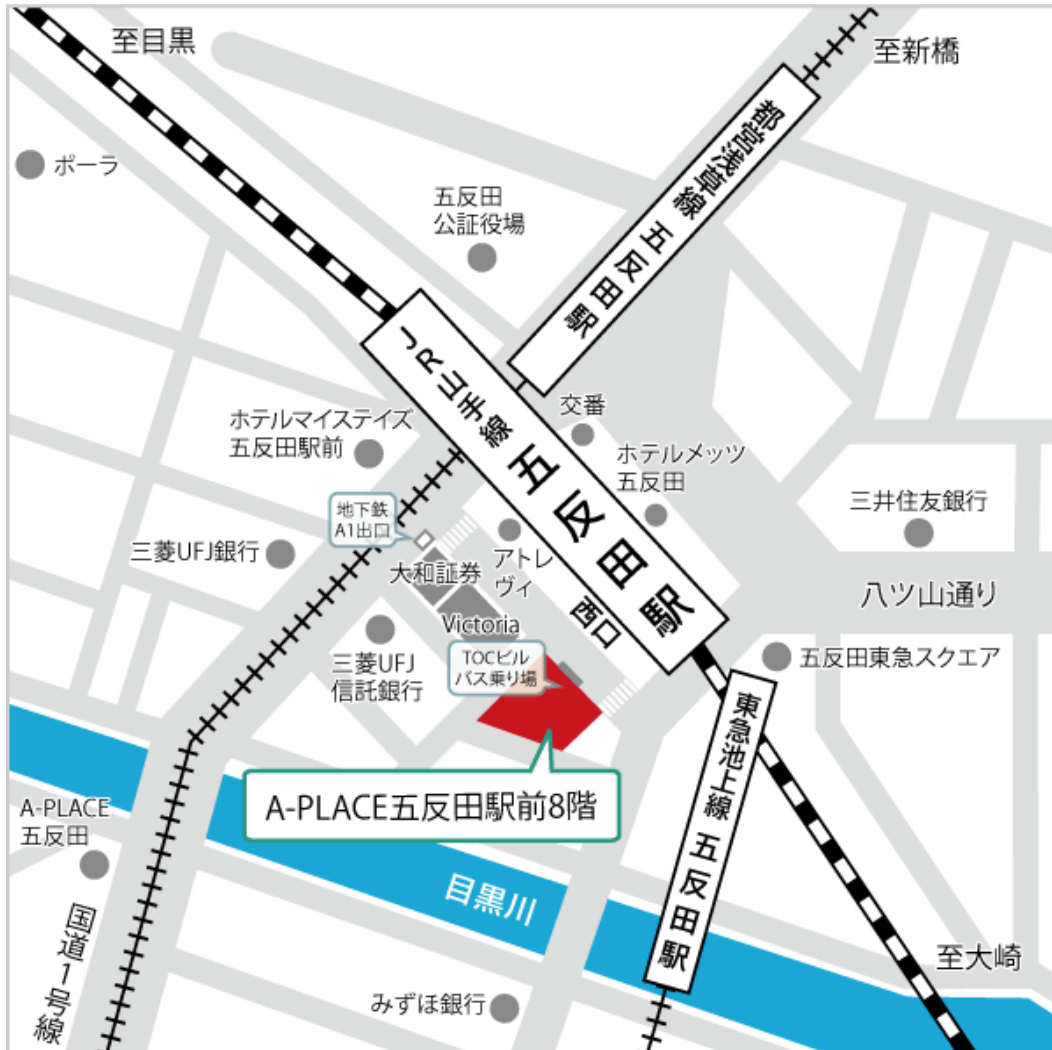 至目黒
至新橋
都営浅草線 五反田駅
ポーラ
五反田
公証役場
JR山手線 五反田駅
交番
ホテルマイステイズ
五反田駅前
ホテルメッツ
五反田
地下鉄
A1出口
三井住友銀行
アトレ
ヴィ
三菱UFJ銀行
大和証券
西口
八ツ山通り
Victoria
三菱UFJ
信託銀行
TOCビル
バス乗り場
五反田東急スクエア
東急池上線 五反田駅
A-PLACE五反田駅前8階
A-PLACE
五反田
目黒川
国道1号線
至大崎
みずほ銀行